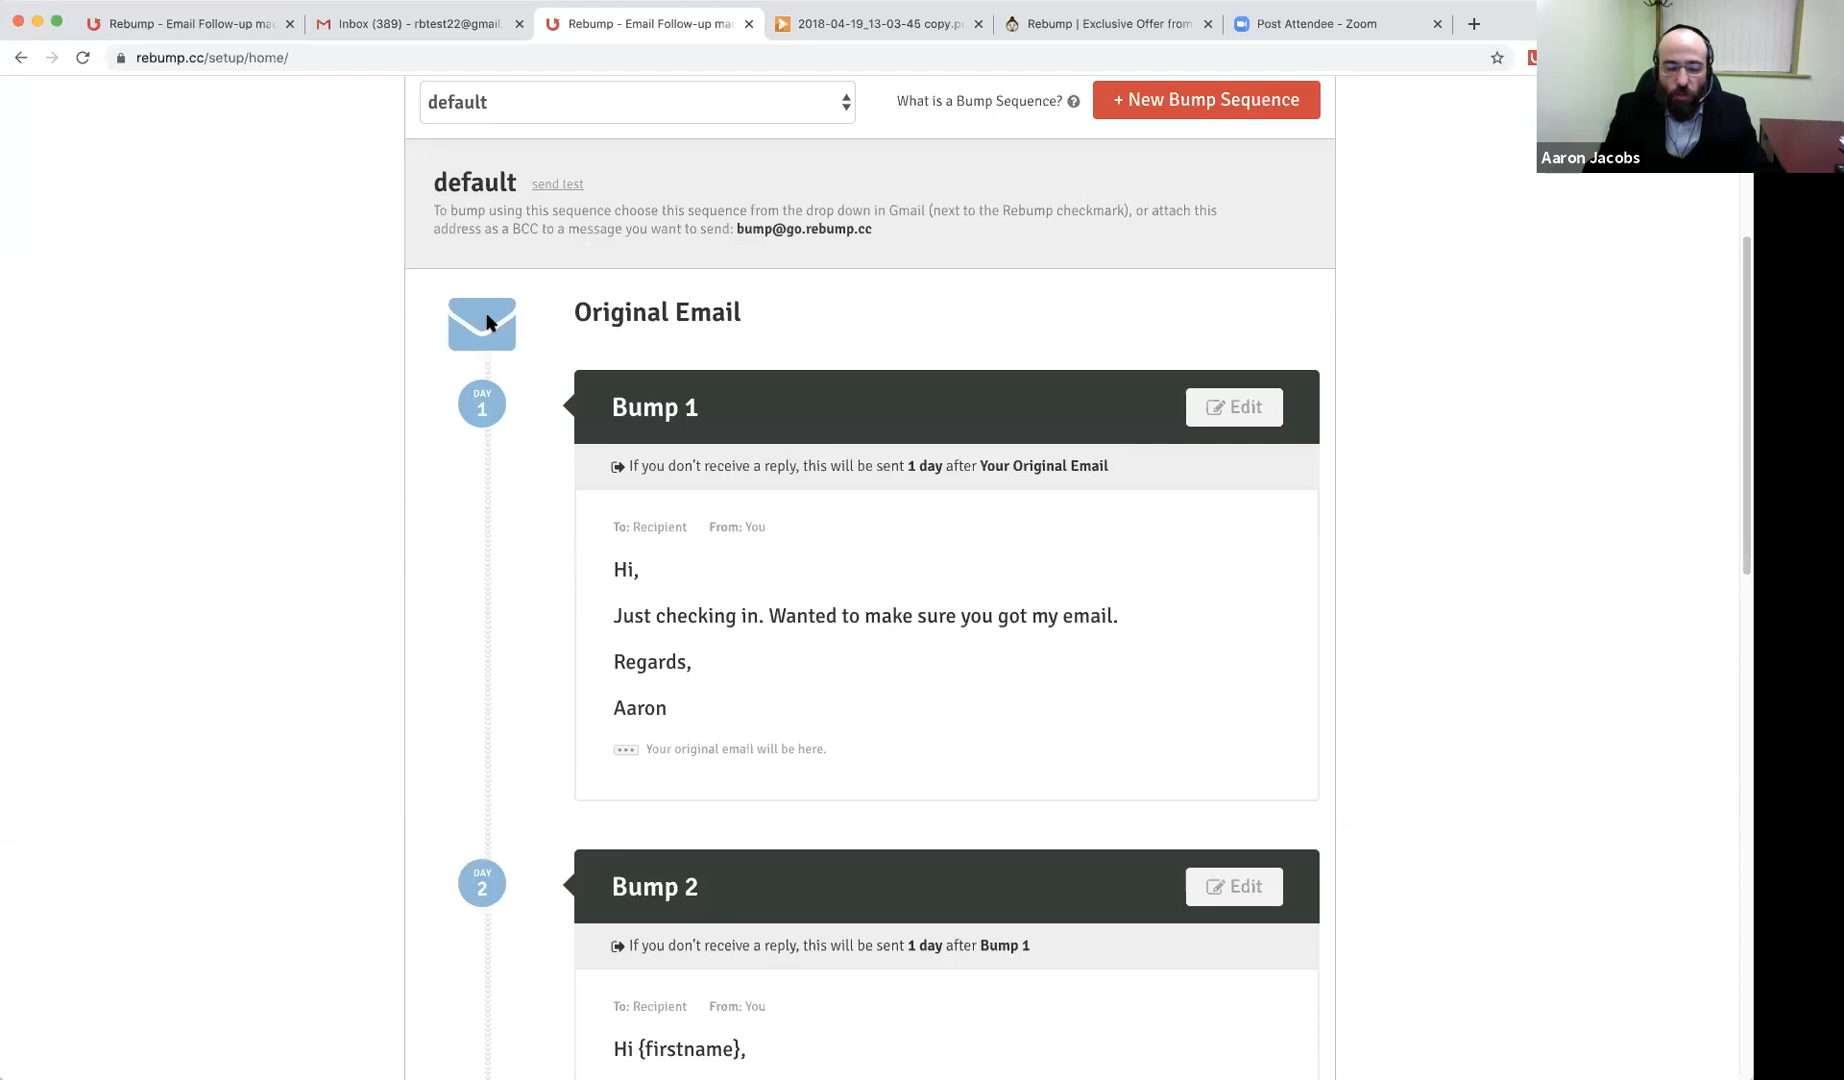 Rebump - Email Follow-up mac
Inbox (389) - rbtest22@gmail.
Rebump - Email Follow-up mac
2018-04-19_13-03-45 copy.p
Rebump | Exclusive Offer from
Post Attendee - Zoom
rebump.cc/setup/home/
Aaron Jacobs
default
What is a Bump Sequence?
+ New Bump Sequence
default send test
To bump using this sequence choose this sequence from the drop down in Gmail (next to the Rebump checkmark), or attach this
address as a BCC to a message you want to send: bump@go.rebump.cc
Original Email
DAY
1
Bump 1
Edit
If you don't receive a reply, this will be sent 1 day after Your Original Email
To: Recipient From: You
Hi,
Just checking in. Wanted to make sure you got my email.
Regards,
Aaron
Your original email will be here.
DAY
2
Bump 2
Edit
If you don't receive a reply, this will be sent 1 day after Bump 1
To: Recipient From: You
Hi {firstname},